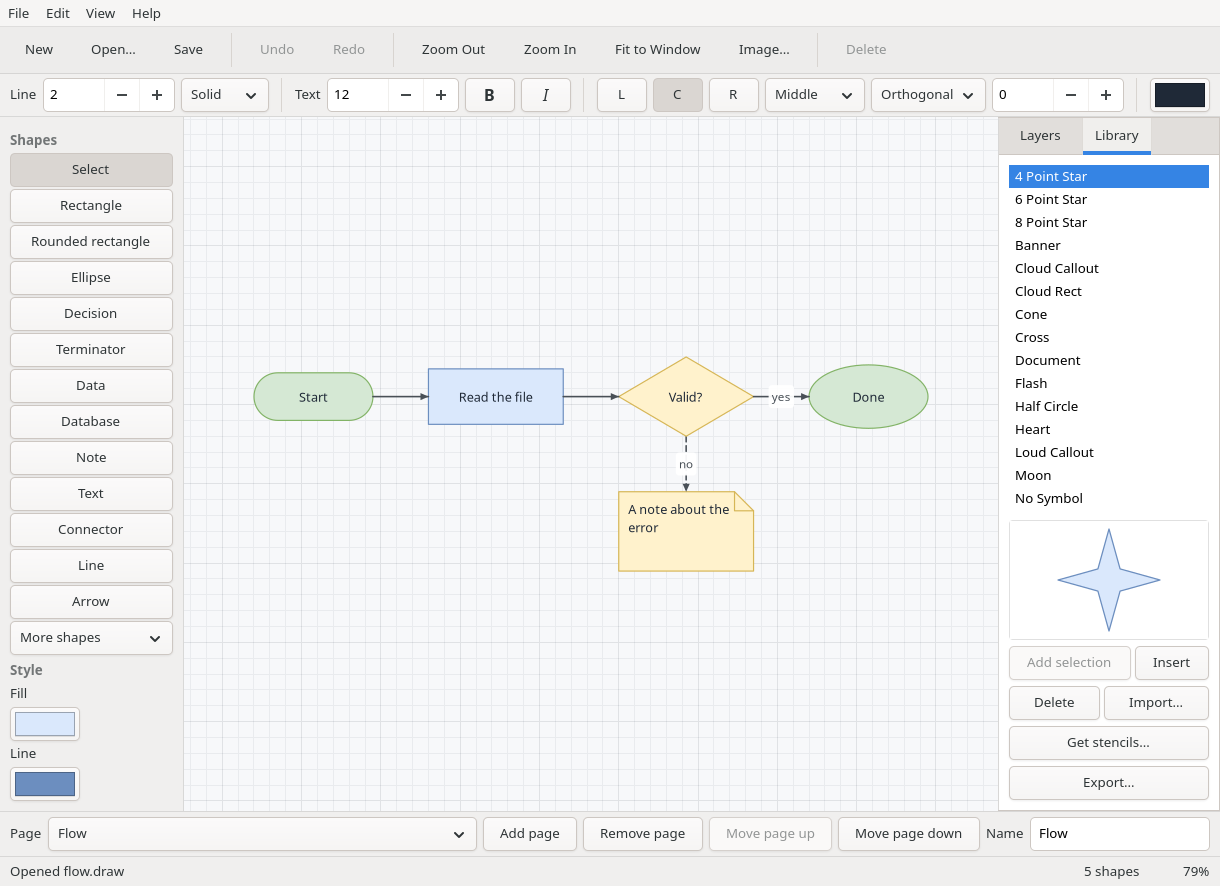 File Edit View Help
New Open... Save Undo Redo Zoom Out Zoom In Fit to Window Image... Delete
Line 2 Solid Text 12 B I L C R Middle Orthogonal 0
Shapes
Select
Rectangle
Rounded rectangle
Ellipse
Decision
Terminator
Data
Database
Note
Text
Connector
Line
Arrow
More shapes
Style
Fill
Line
Start Read the file Valid? yes Done
no
A note about the
error
Layers Library
4 Point Star
6 Point Star
8 Point Star
Banner
Cloud Callout
Cloud Rect
Cone
Cross
Document
Flash
Half Circle
Heart
Loud Callout
Moon
No Symbol
Add selection Insert
Delete Import...
Get stencils...
Export...
Page Flow Add page Remove page Move page up Move page down Name Flow
Opened flow.draw 5 shapes 79%